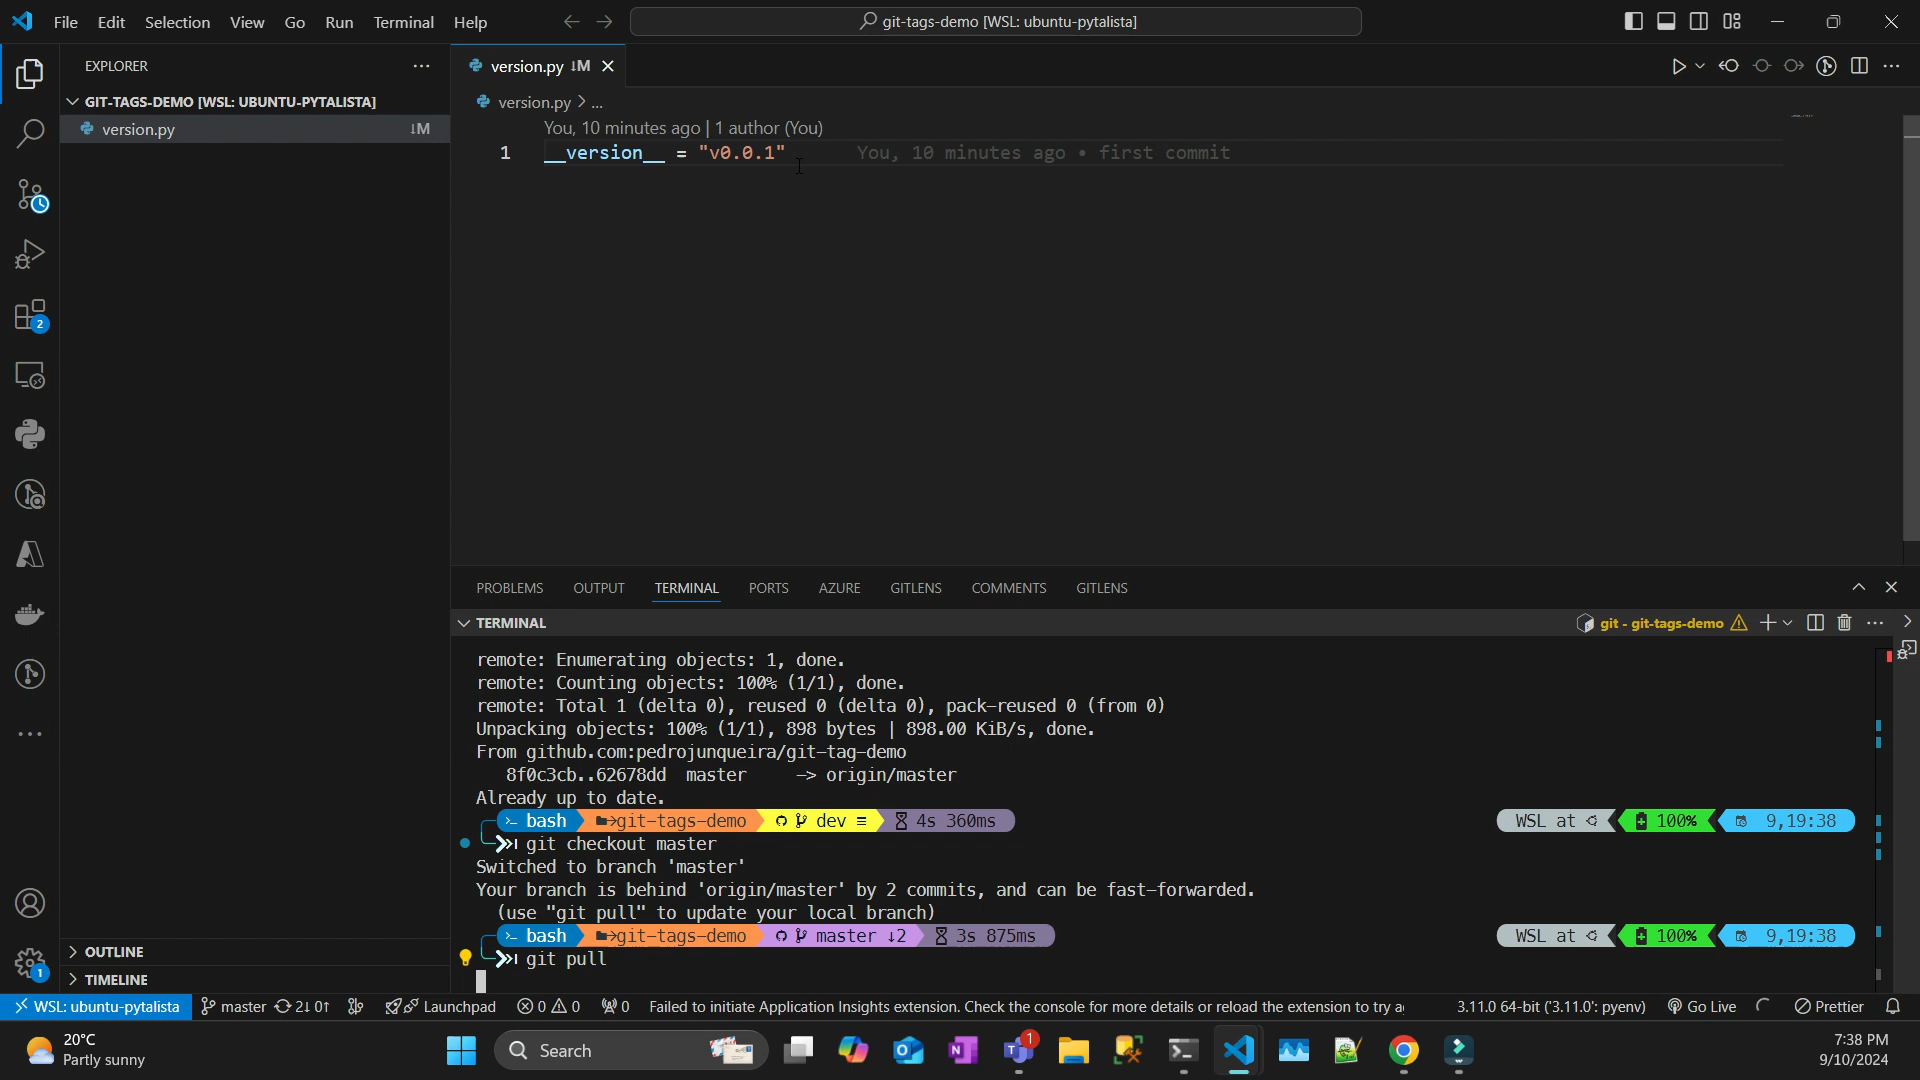 File Edit Selection View Go Run Terminal Help
git-tags-demo [WSL: ubuntu-pytalista]
EXPLORER
version.py ↓M
GIT-TAGS-DEMO [WSL: UBUNTU-PYTALISTA]
version.py > ...
version.py ↓M
You, 10 minutes ago | 1 author (You)
1 __version__ = "v0.0.1" You, 10 minutes ago • first commit
2
PROBLEMS OUTPUT TERMINAL PORTS AZURE GITLENS COMMENTS GITLENS
TERMINAL
git - git-tags-demo
remote: Enumerating objects: 1, done.
remote: Counting objects: 100% (1/1), done.
remote: Total 1 (delta 0), reused 0 (delta 0), pack-reused 0 (from 0)
Unpacking objects: 100% (1/1), 898 bytes | 898.00 KiB/s, done.
From github.com:pedrojunqueira/git-tag-demo
8f0c3cb..62678dd master -> origin/master
Already up to date.
bash git-tags-demo dev ≡ 4s 360ms WSL at 100% 9,19:38
git checkout master
Switched to branch 'master'
Your branch is behind 'origin/master' by 2 commits, and can be fast-forwarded.
(use "git pull" to update your local branch)
bash git-tags-demo master ↓2 3s 875ms WSL at 100% 9,19:38
git pull
OUTLINE
TIMELINE
1
WSL: ubuntu-pytalista master 2↓ 0↑ Launchpad 0 0 0 Failed to initiate Application Insights extension. Check the console for more details or reload the extension to try a 3.11.0 64-bit ('3.11.0': pyenv) Go Live Prettier
20°C
Partly sunny
Search
1
7:38 PM
9/10/2024